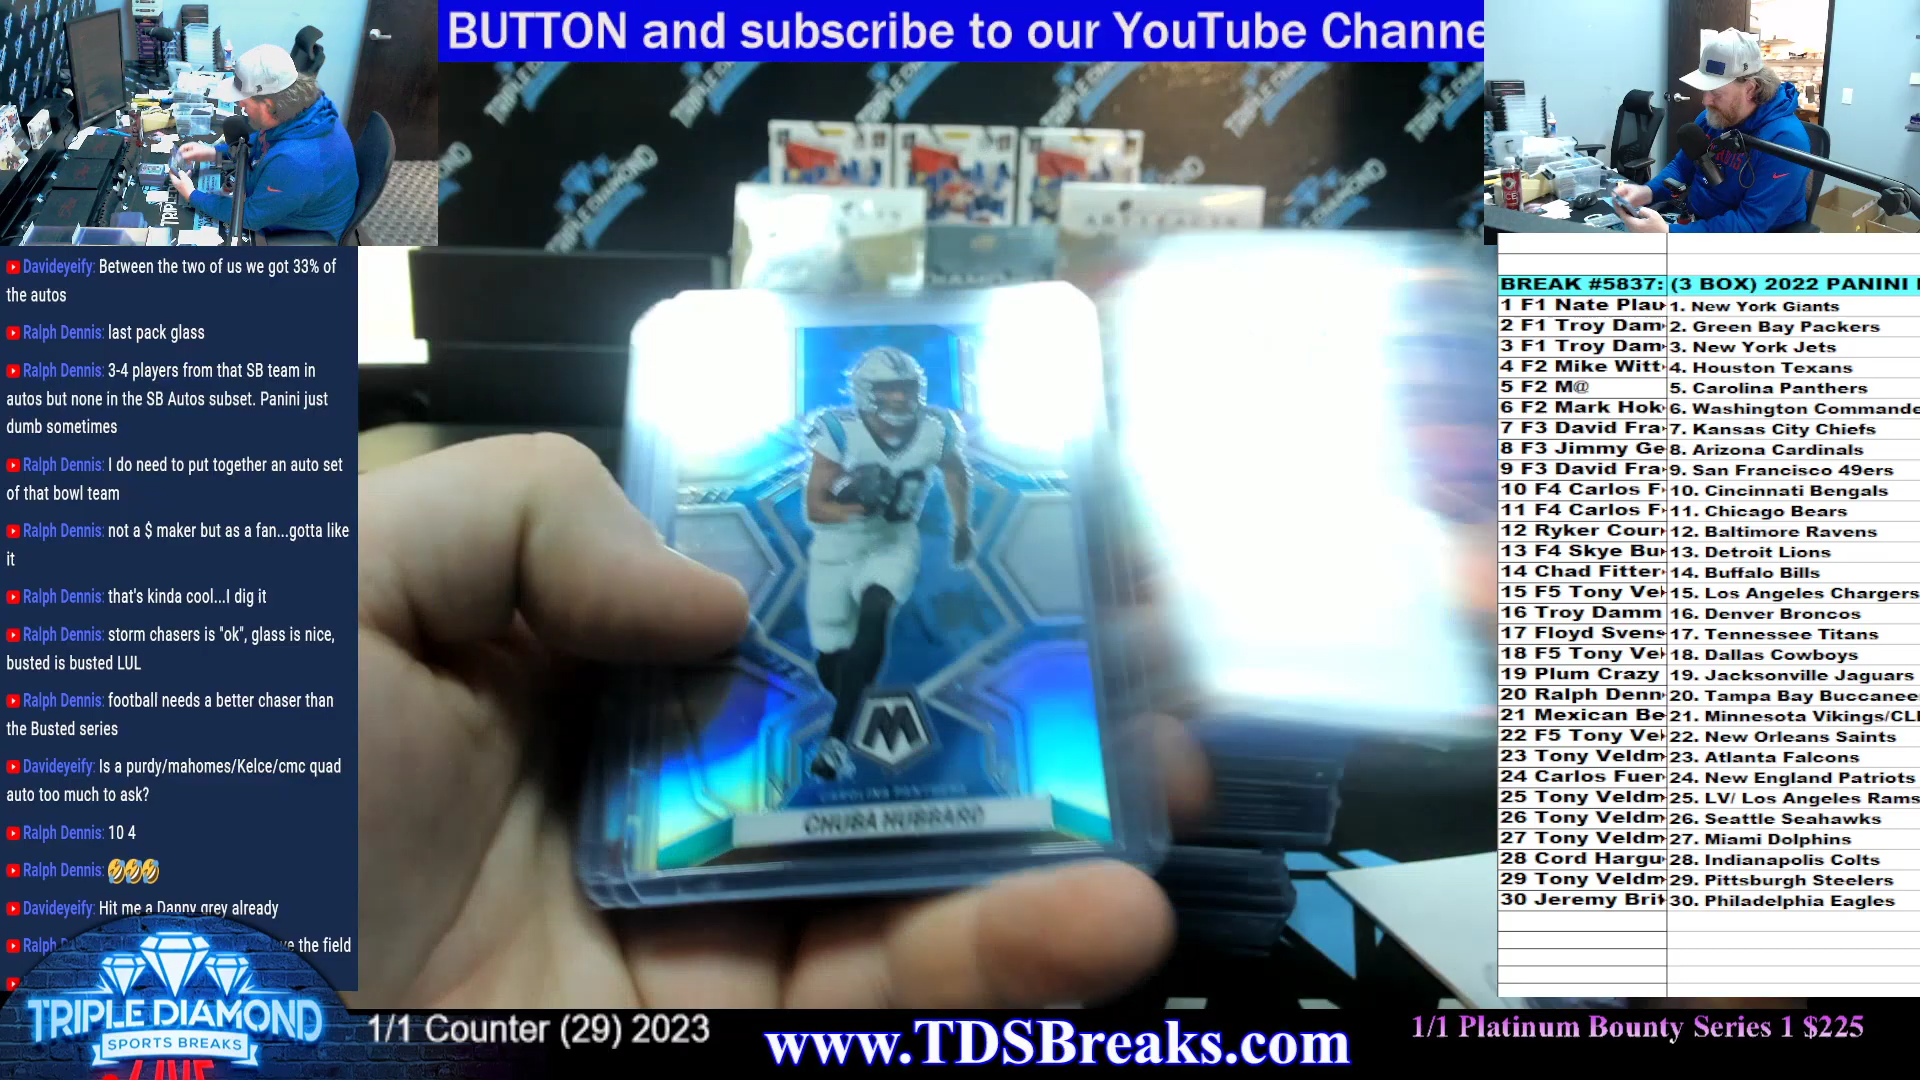 BUTTON and subscribe to our YouTube Channe
Davideyeify: Between the two of us we got 33% of
the autos
Ralph Dennis: last pack glass
Ralph Dennis: 3-4 players from that SB team in
autos but none in the SB Autos subset. Panini just
dumb sometimes
Ralph Dennis: I do need to put together an auto set
of that bowl team
Ralph Dennis: not a $ maker but as a fan...gotta like
it
Ralph Dennis: that's kinda cool...I dig it
Ralph Dennis: storm chasers is "ok", glass is nice,
busted is busted LUL
Ralph Dennis: football needs a better chaser than
the Busted series
Davideyeify: Is a purdy/mahomes/Kelce/cmc quad
auto too much to ask?
Ralph Dennis: 10 4
Ralph Dennis: 🤣🤣🤣
Davideyeify: Hit me a Danny grey already
Ralph D e the field
TRIPLE DIAMOND
SPORTS BREAKS
LIVE
CAROLINA PANTHERS
CHUBA HUBBARD
M
BREAK #5837: (3 BOX) 2022 PANINI
1 F1 Nate Plau 1. New York Giants
2 F1 Troy Dam 2. Green Bay Packers
3 F1 Troy Dam 3. New York Jets
4 F2 Mike Witt 4. Houston Texans
5 F2 M@ 5. Carolina Panthers
6 F2 Mark Hok 6. Washington Commande
7 F3 David Fra 7. Kansas City Chiefs
8 F3 Jimmy Ge 8. Arizona Cardinals
9 F3 David Fra 9. San Francisco 49ers
10 F4 Carlos F 10. Cincinnati Bengals
11 F4 Carlos F 11. Chicago Bears
12 Ryker Cour 12. Baltimore Ravens
13 F4 Skye Bu 13. Detroit Lions
14 Chad Fitter 14. Buffalo Bills
15 F5 Tony Vel 15. Los Angeles Chargers
16 Troy Damm 16. Denver Broncos
17 Floyd Svens 17. Tennessee Titans
18 F5 Tony Vel 18. Dallas Cowboys
19 Plum Crazy 19. Jacksonville Jaguars
20 Ralph Denn 20. Tampa Bay Buccanee
21 Mexican Be 21. Minnesota Vikings/CL
22 F5 Tony Vel 22. New Orleans Saints
23 Tony Veldm 23. Atlanta Falcons
24 Carlos Fuer 24. New England Patriots
25 Tony Veldm 25. LV/ Los Angeles Rams
26 Tony Veldm 26. Seattle Seahawks
27 Tony Veldm 27. Miami Dolphins
28 Cord Hargu 28. Indianapolis Colts
29 Tony Veldm 29. Pittsburgh Steelers
30 Jeremy Brit 30. Philadelphia Eagles
1/1 Counter (29) 2023
www.TDSBreaks.com
1/1 Platinum Bounty Series 1 $225